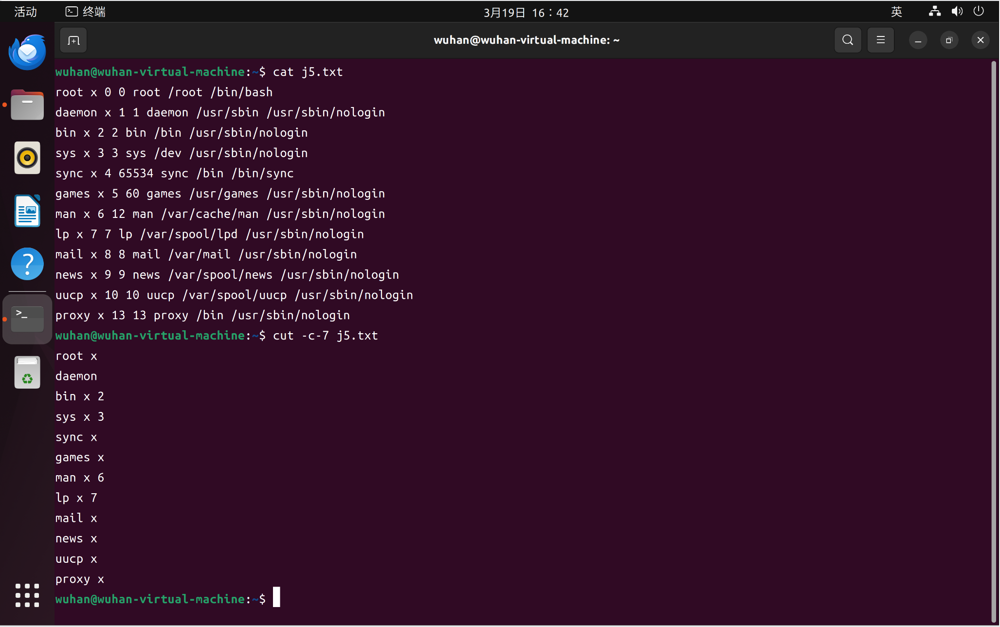 活动 终端 3月19日 16：42 英
wuhan@wuhan-virtual-machine: ~
wuhan@wuhan-virtual-machine:~$ cat j5.txt
root x 0 0 root /root /bin/bash
daemon x 1 1 daemon /usr/sbin /usr/sbin/nologin
bin x 2 2 bin /bin /usr/sbin/nologin
sys x 3 3 sys /dev /usr/sbin/nologin
sync x 4 65534 sync /bin /bin/sync
games x 5 60 games /usr/games /usr/sbin/nologin
man x 6 12 man /var/cache/man /usr/sbin/nologin
lp x 7 7 lp /var/spool/lpd /usr/sbin/nologin
mail x 8 8 mail /var/mail /usr/sbin/nologin
news x 9 9 news /var/spool/news /usr/sbin/nologin
uucp x 10 10 uucp /var/spool/uucp /usr/sbin/nologin
proxy x 13 13 proxy /bin /usr/sbin/nologin
wuhan@wuhan-virtual-machine:~$ cut -c-7 j5.txt
root x
daemon
bin x 2
sys x 3
sync x
games x
man x 6
lp x 7
mail x
news x
uucp x
proxy x
wuhan@wuhan-virtual-machine:~$